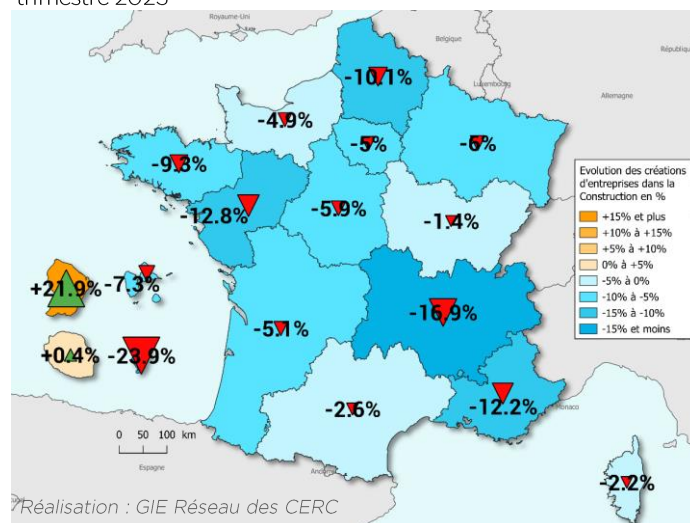 trimestre 2025
Royaume-Uni
Belgique
Luxembourg
Allemagne
-10.1%
-4.9%
-5%
-6%
-9.3%
-12.8%
-5.9%
-1.4%
Evolution des créations
d'entreprises dans la
Construction en %
+15% et plus
+10% à +15%
+5% à +10%
0% à +5%
-5% à 0%
-10% à -5%
-15% à -10%
-15% et moins
+21.9%
-7.3%
-16.9%
-5.1%
+0.4%
-23.9%
-2.6%
-12.2%
Monaco
0 50 100 km
Espagne
-2.2%
Réalisation : GIE Réseau des CERC